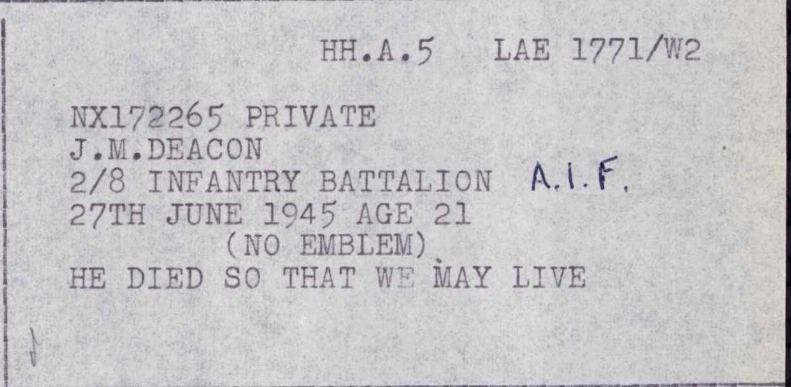 HH.A.5 LAE 1771/W2
NX172265 PRIVATE
J.M.DEACON
2/8 INFANTRY BATTALION A.I.F.
27TH JUNE 1945 AGE 21
(NO EMBLEM)
HE DIED SO THAT WE MAY LIVE